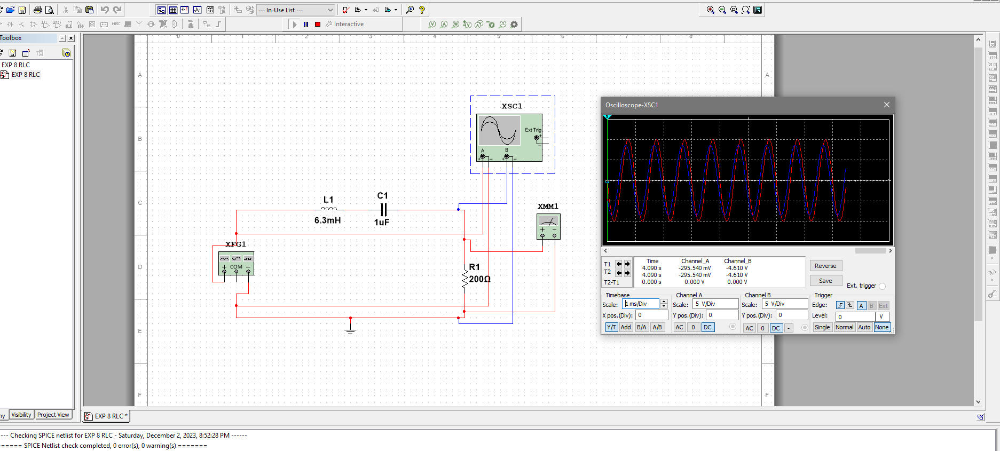 --- In-Use List ---
MISC
Interactive
Toolbox
EXP 8 RLC
EXP 8 RLC
0 1 2 3 4 5 6 7 8
A
B
C
D
E
F
A
F
XSC1
Ext Trig
A B
L1
6.3mH
C1
1uF
XMM1
XFG1
COM
R1
200Ω
Oscilloscope-XSC1
Time Channel_A Channel_B
T1 4.090 s -295.540 mV -4.610 V
T2 4.090 s -295.540 mV -4.610 V
T2-T1 0.000 s 0.000 V 0.000 V
Reverse
Save
Ext. trigger
Timebase
Scale: 1 ms/Div
X pos.(Div): 0
Y/T Add B/A A/B
Channel A
Scale: 5 V/Div
Y pos.(Div): 0
AC 0 DC
Channel B
Scale: 5 V/Div
Y pos.(Div): 0
AC 0 DC -
Trigger
Edge: A B Ext
Level: 0 V
Single Normal Auto None
Visibility Project View
EXP 8 RLC *
--- Checking SPICE netlist for EXP 8 RLC - Saturday, December 2, 2023, 8:52:28 PM ------
====== SPICE Netlist check completed, 0 error(s), 0 warning(s) =======